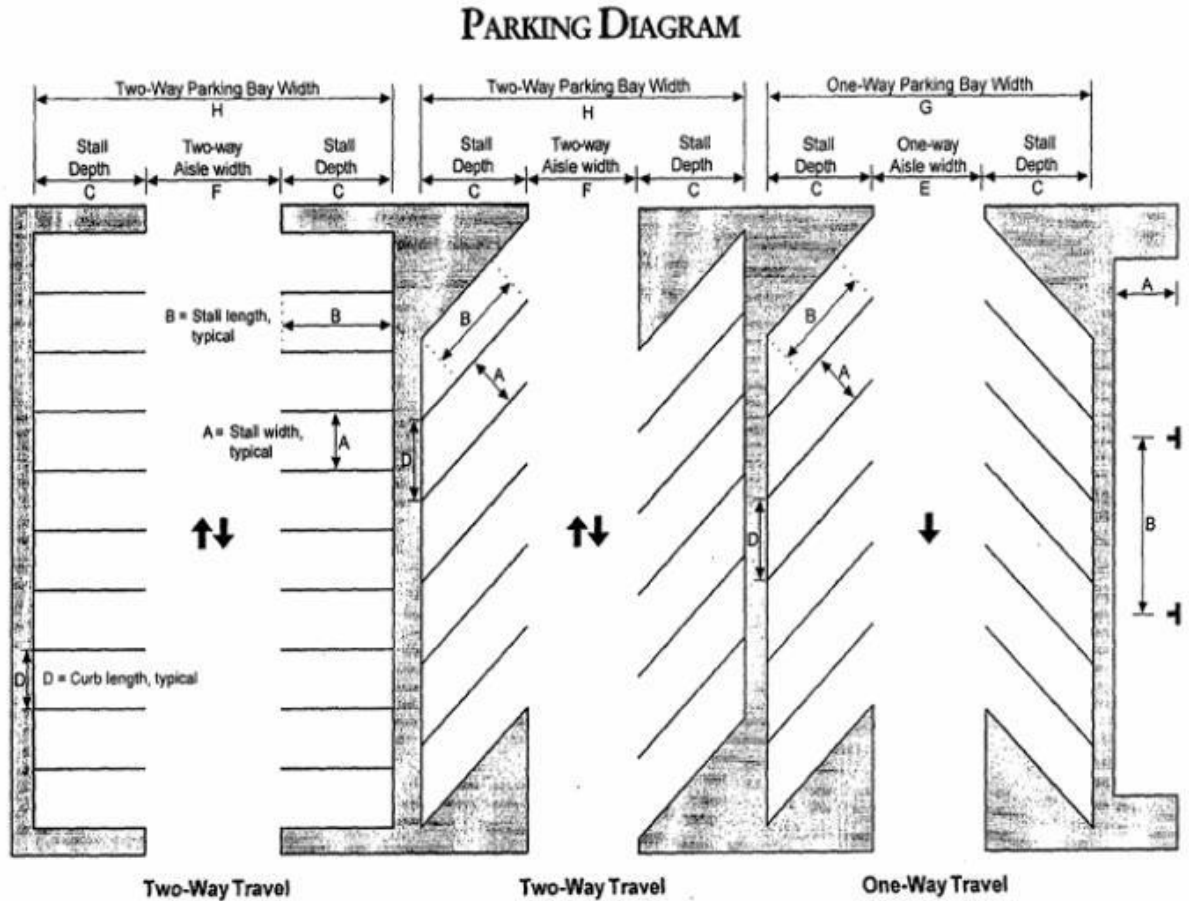 PARKING DIAGRAM
Two-Way Parking Bay Width
H
Two-Way Parking Bay Width
H
One-Way Parking Bay Width
G
Stall
Depth
C
Two-way
Aisle width
F
Stall
Depth
C
Stall
Depth
C
Two-way
Aisle width
F
Stall
Depth
C
Stall
Depth
C
One-way
Aisle width
E
Stall
Depth
C
A
B = Stall length,
typical
B
B
B
A
A
A = Stall width,
typical
A
D
D
B
D
D = Curb length, typical
Two-Way Travel
Two-Way Travel
One-Way Travel